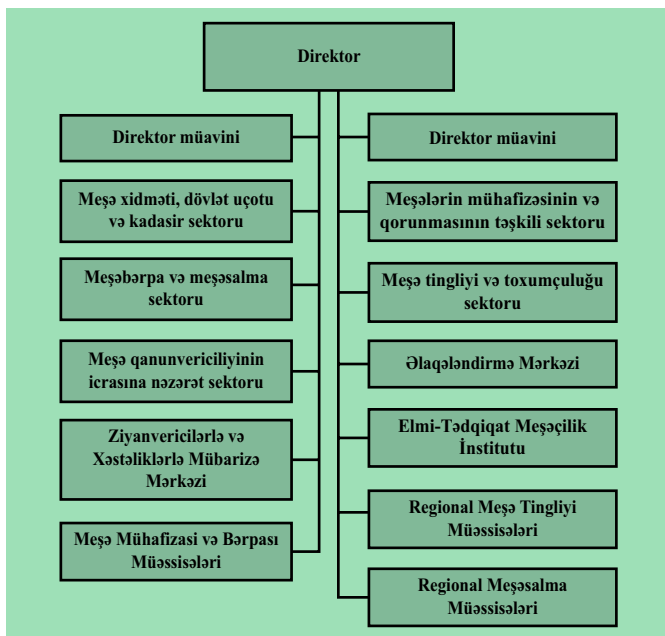 Direktor
Direktor müavini
Meşə xidməti, dövlət uçotu
və kadasir sektoru
Meşəbərpa və meşəsalma
sektoru
Meşə qanunvericiliyinin
icrasına nəzərət sektoru
Ziyanvericilərlə və
Xəstəliklərlə Mübarizə
Mərkəzi
Meşə Mühafizasi və Bərpası
Müəssisələri
Direktor müavini
Meşələrin mühafizəsinin və
qorunmasının təşkili sektoru
Meşə tingliyi və toxumçuluğu
sektoru
Əlaqələndirmə Mərkəzi
Elmi-Tədqiqat Meşəçilik
İnstitutu
Regional Meşə Tingliyi
Müəssisələri
Regional Meşəsalma
Müəssisələri